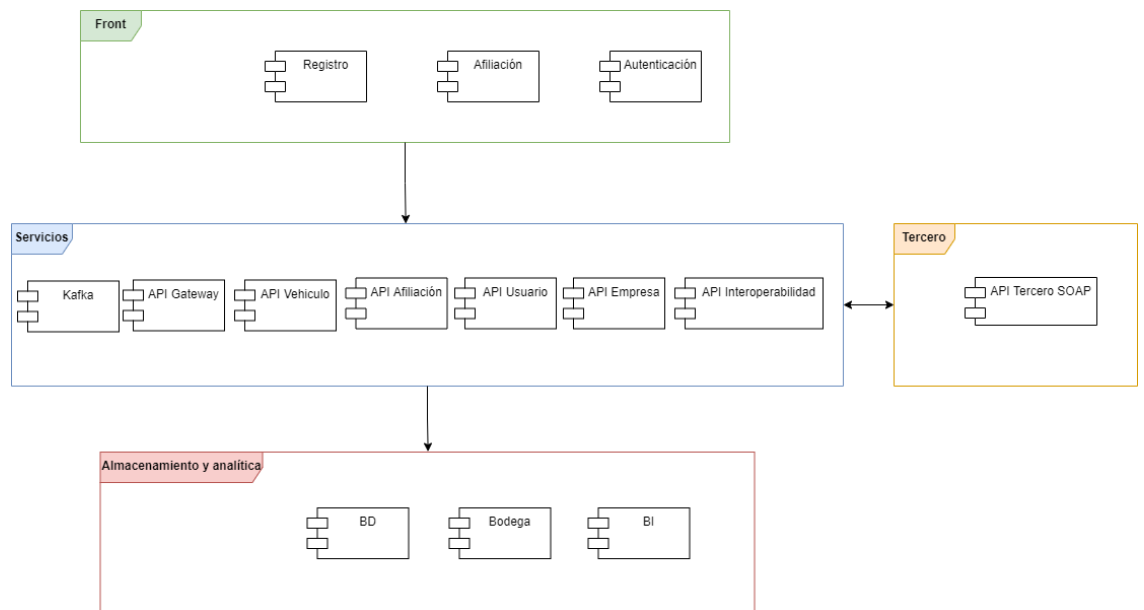 Front
Registro
Afiliación
Autenticación
Servicios
Tercero
Kafka
API Gateway
API Vehiculo
API Afiliación
API Usuario
API Empresa
API Interoperabilidad
API Tercero SOAP
Almacenamiento y analítica
BD
Bodega
BI